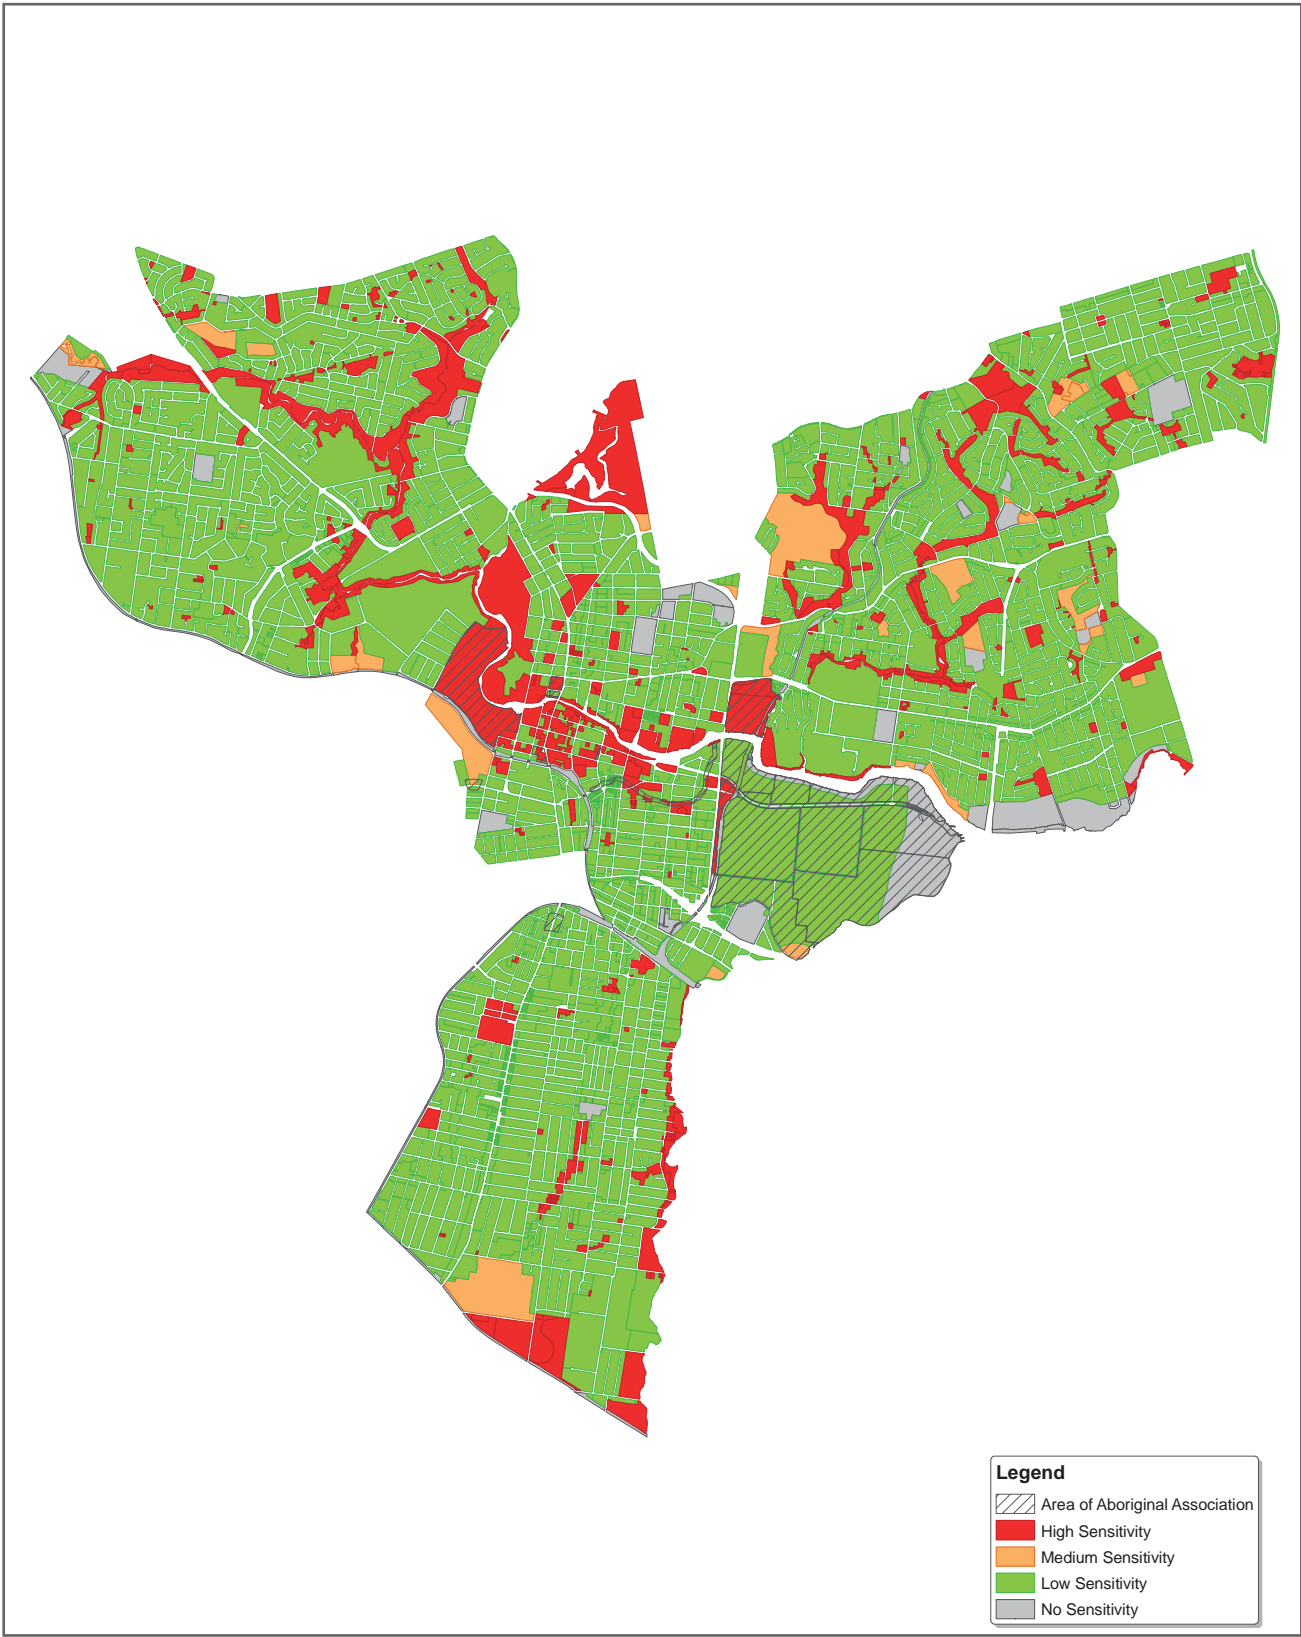 Legend
Area of Aboriginal Association
High Sensitivity
Medium Sensitivity
Low Sensitivity
No Sensitivity